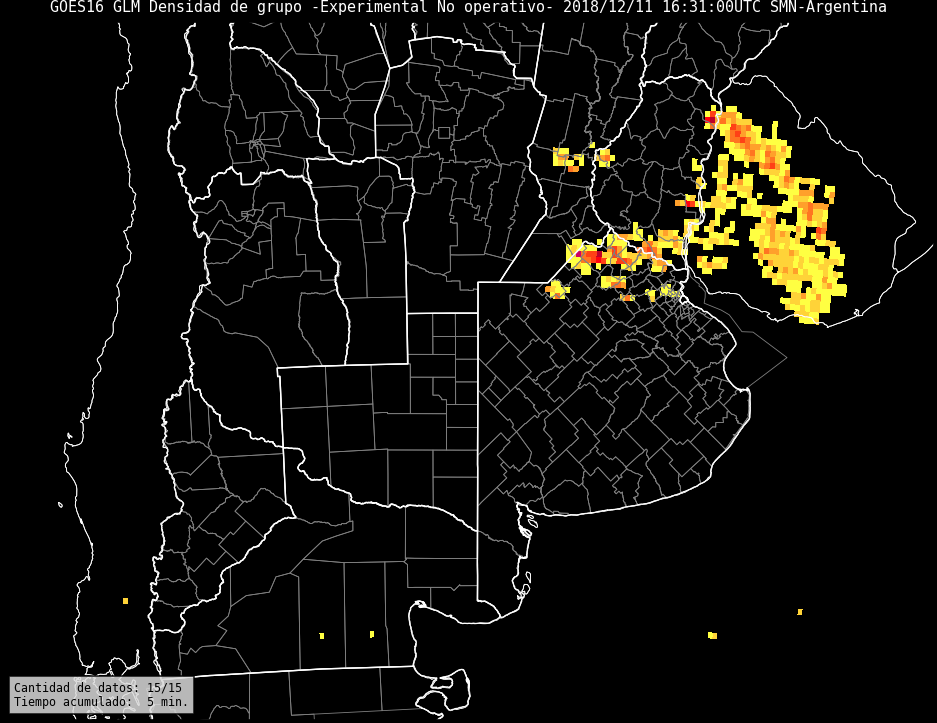 GOES16 GLM Densidad de grupo -Experimental No operativo- 2018/12/11 16:31:00UTC SMN-Argentina
Cantidad de datos: 15/15
Tiempo acumulado:  5 min.